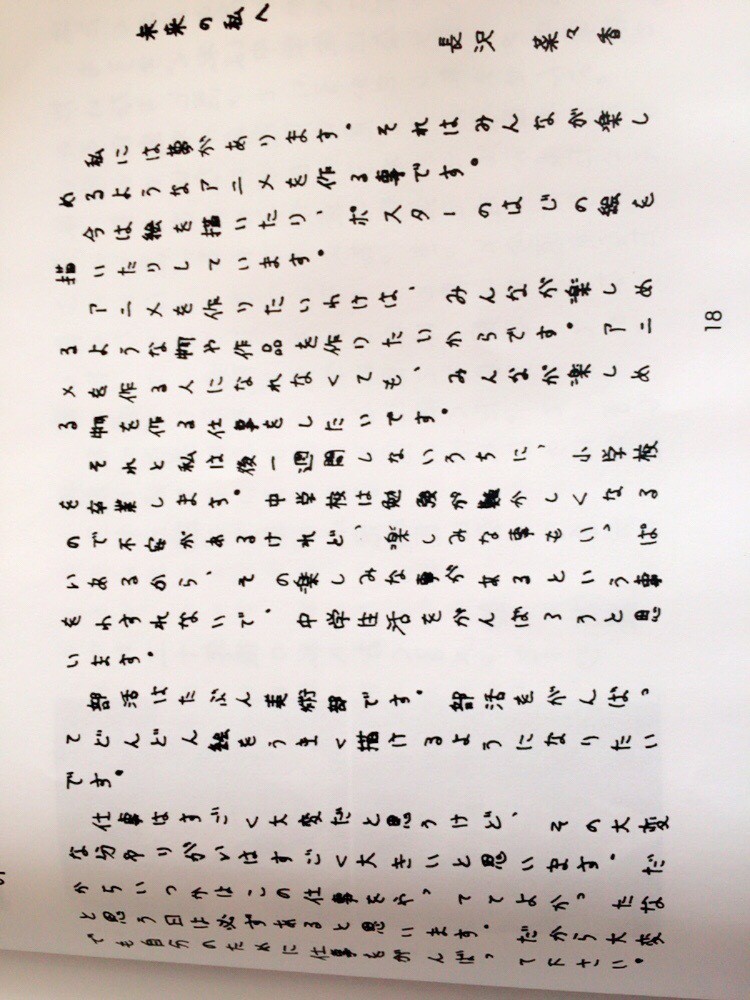 未来の私へ
長沢 菜々香
私には事があります。それはみんなが楽し
めるようなアニメを作る事です。
今は絵を描いたり、ポスターのはじの絵を
描いたりしています。
アニメを作りたいわけは、みんなが楽しめ
るような物や作品を作りたいからです。アニ
メを作る人になれなくても、みんなが楽しめ
る物を作る仕事をしたいです。
それと私は後一週間しないうちに、小学校
を卒業します。中学校は勉強が難かしくなる
ので不安があるけれど、楽しみな事もいっぱ
いあるから、その楽しみな事があるという事
をわすれないで、中学生活をがんばろうと思
います。
部活はたぶん美術部です。部活をがんばっ
てどんどん絵をうまく描けるようになりたい
です。
仕事はすごく大変だと思うけど、その大変
な分やりがいはすごく大きいと思います。だ
からいつかはこの仕事をやっててよかったな
と思う日は必ずあると思います。だから大変
でも自分のために仕事をがんばって下さい。
18